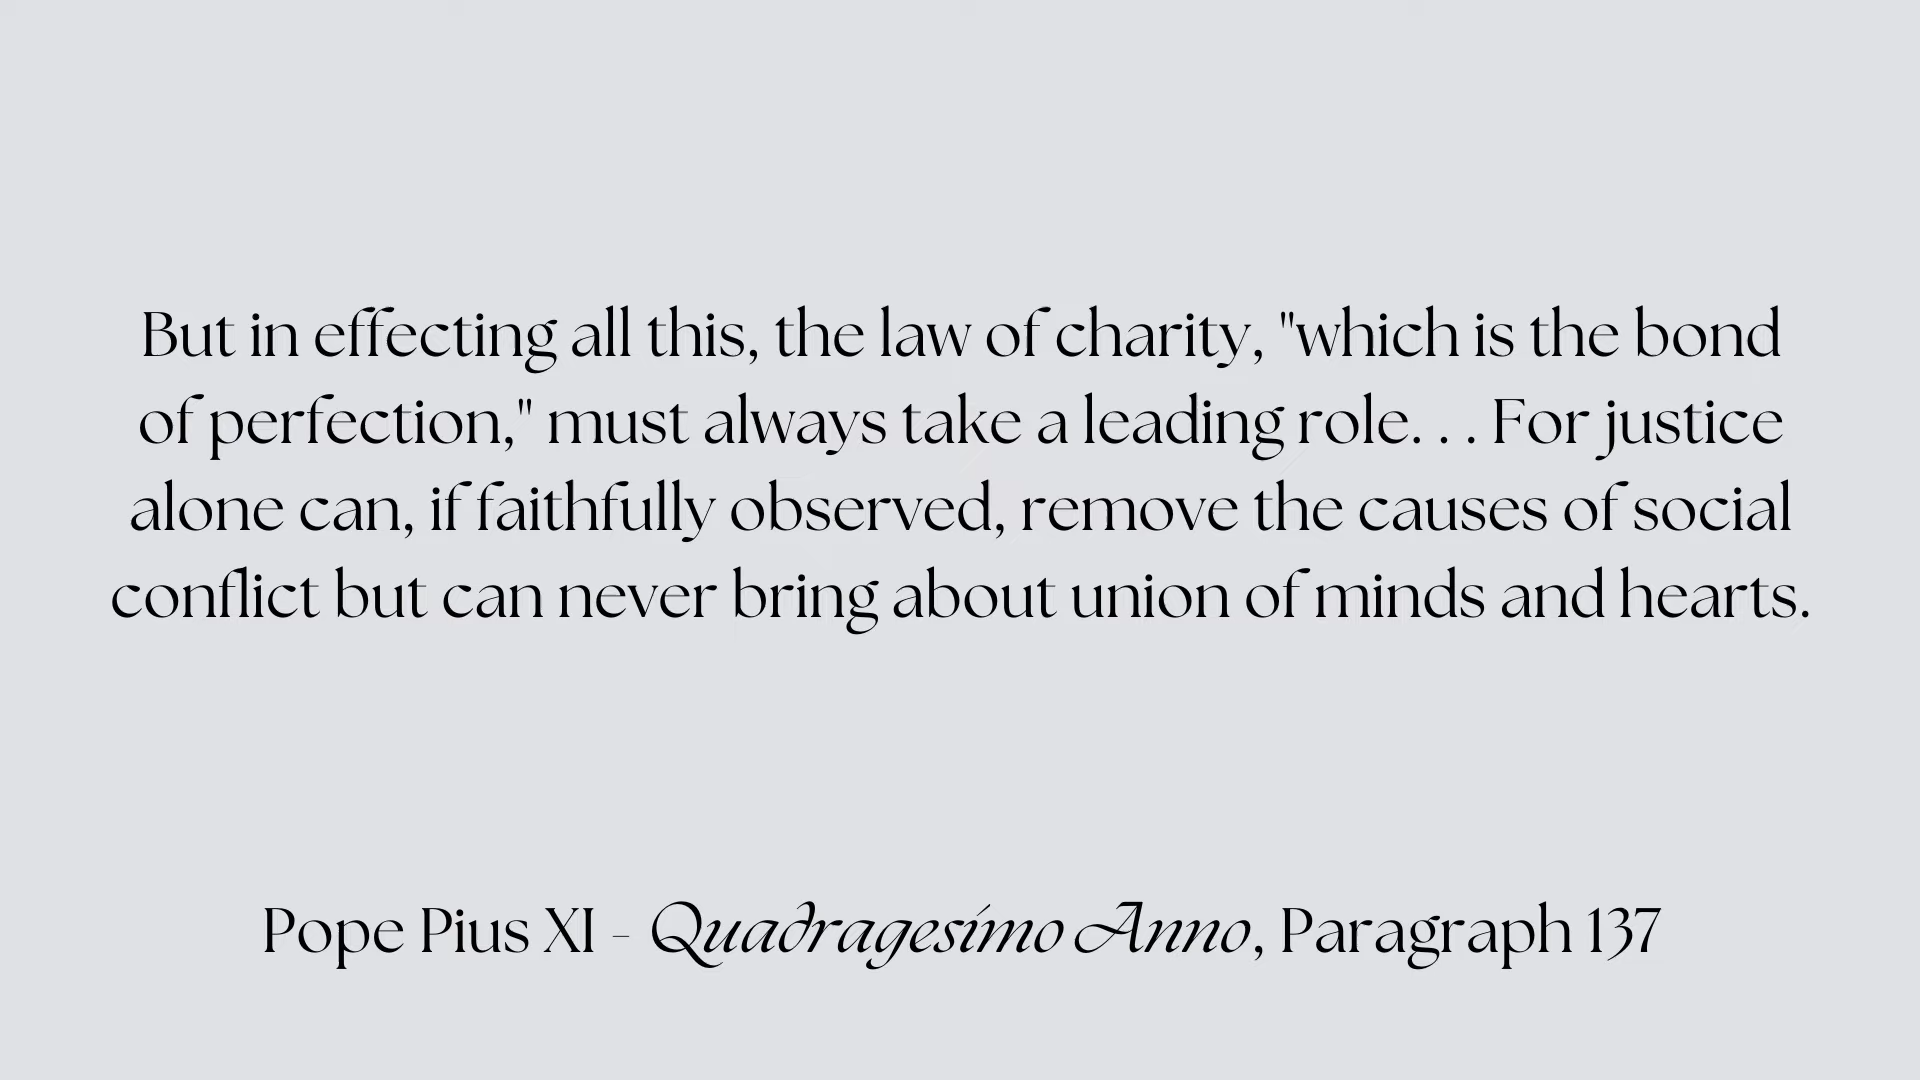 But in effecting all this, the law of charity, "which is the bond
of perfection," must always take a leading role. . . For justice
alone can, if faithfully observed, remove the causes of social
conflict but can never bring about union of minds and hearts.
Pope Pius XI - Quadragesimo Anno, Paragraph 137